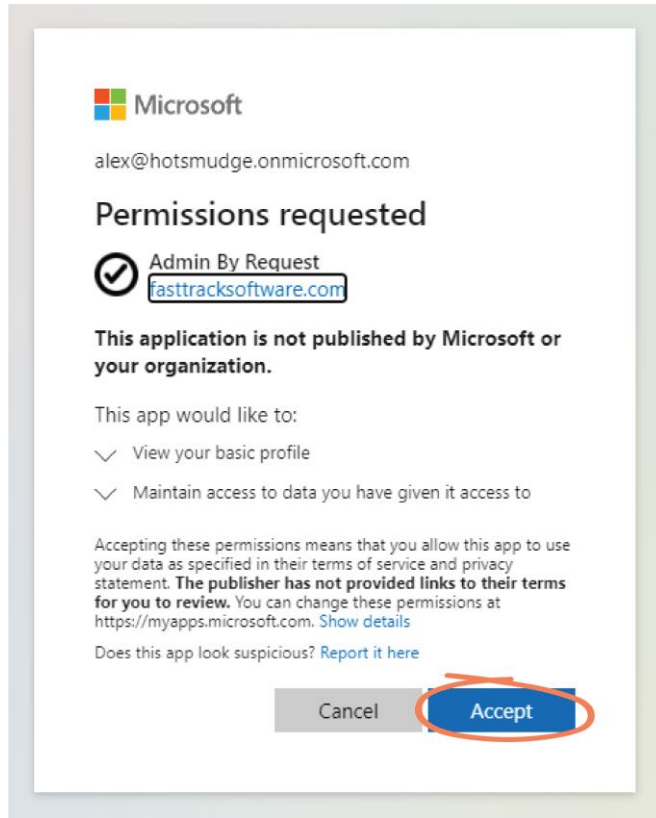 Microsoft
alex@hotsmudge.onmicrosoft.com
Permissions requested
Admin By Request
fasttracksoftware.com
This application is not published by Microsoft or
your organization.
This app would like to:
View your basic profile
Maintain access to data you have given it access to
Accepting these permissions means that you allow this app to use
your data as specified in their terms of service and privacy
statement. The publisher has not provided links to their terms
for you to review. You can change these permissions at
https://myapps.microsoft.com. Show details
Does this app look suspicious? Report it here
Cancel Accept